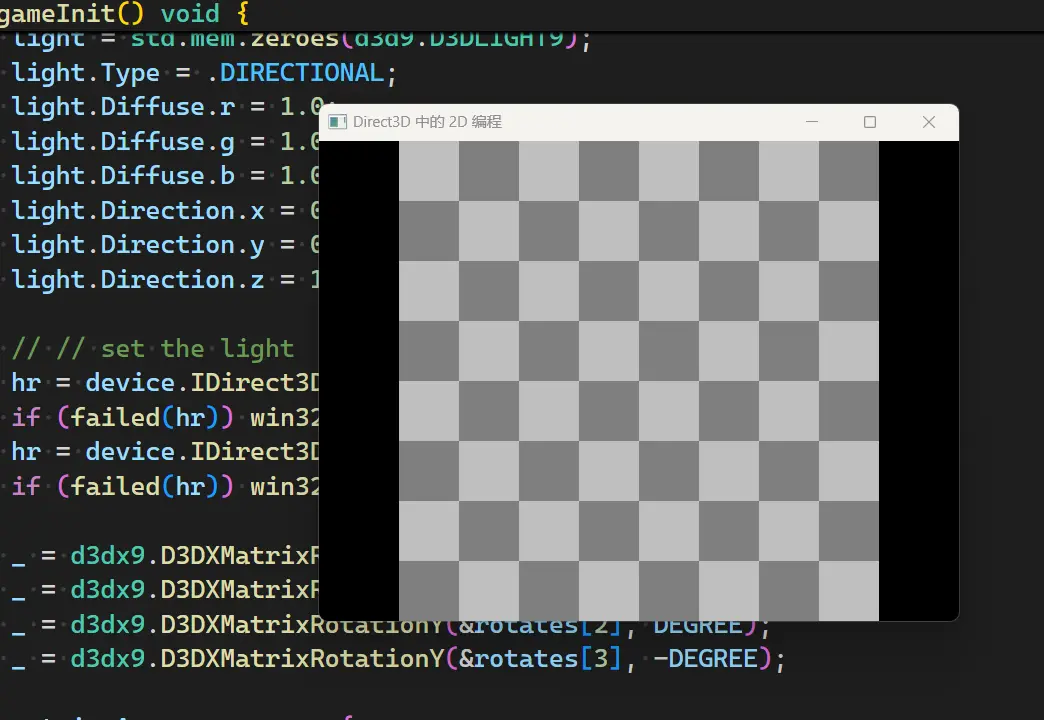 gameInit() void {
light = std.mem.zeroes(d3d9.D3DLIGHT9);
light.Type = .DIRECTIONAL;
light.Diffuse.r = 1.0;
light.Diffuse.g = 1.0
light.Diffuse.b = 1.0
light.Direction.x = 0
light.Direction.y = 0
light.Direction.z = 1
// // set the light
hr = device.IDirect3D
if (failed(hr)) win32
hr = device.IDirect3D
if (failed(hr)) win32
_ = d3dx9.D3DXMatrixR
_ = d3dx9.D3DXMatrixR
_ = d3dx9.D3DXMatrixRotationY(&rotates[2], DEGREE);
_ = d3dx9.D3DXMatrixRotationY(&rotates[3], -DEGREE);
Direct3D 中的 2D 编程